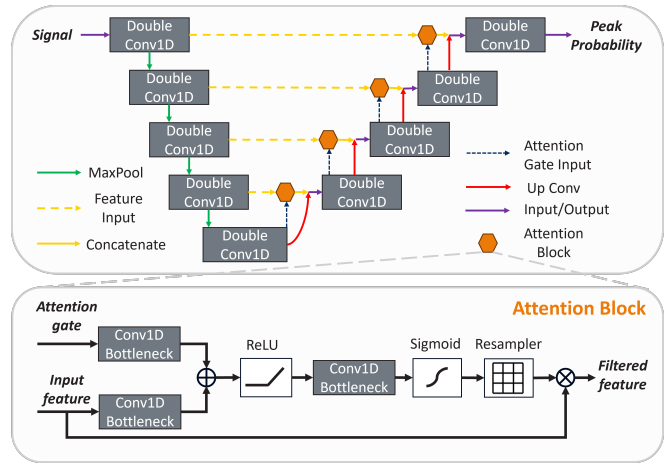 Signal
Double
Conv1D
Double
Conv1D
Peak
Probability
Double
Conv1D
Double
Conv1D
Double
Conv1D
Double
Conv1D
Double
Conv1D
Double
Conv1D
Double
Conv1D
MaxPool
Feature
Input
Concatenate
Attention
Gate Input
Up Conv
Input/Output
Attention
Block
Attention Block
Attention
gate
Conv1D
Bottleneck
Input
feature
Conv1D
Bottleneck
ReLU
Conv1D
Bottleneck
Sigmoid
Resampler
Filtered
feature